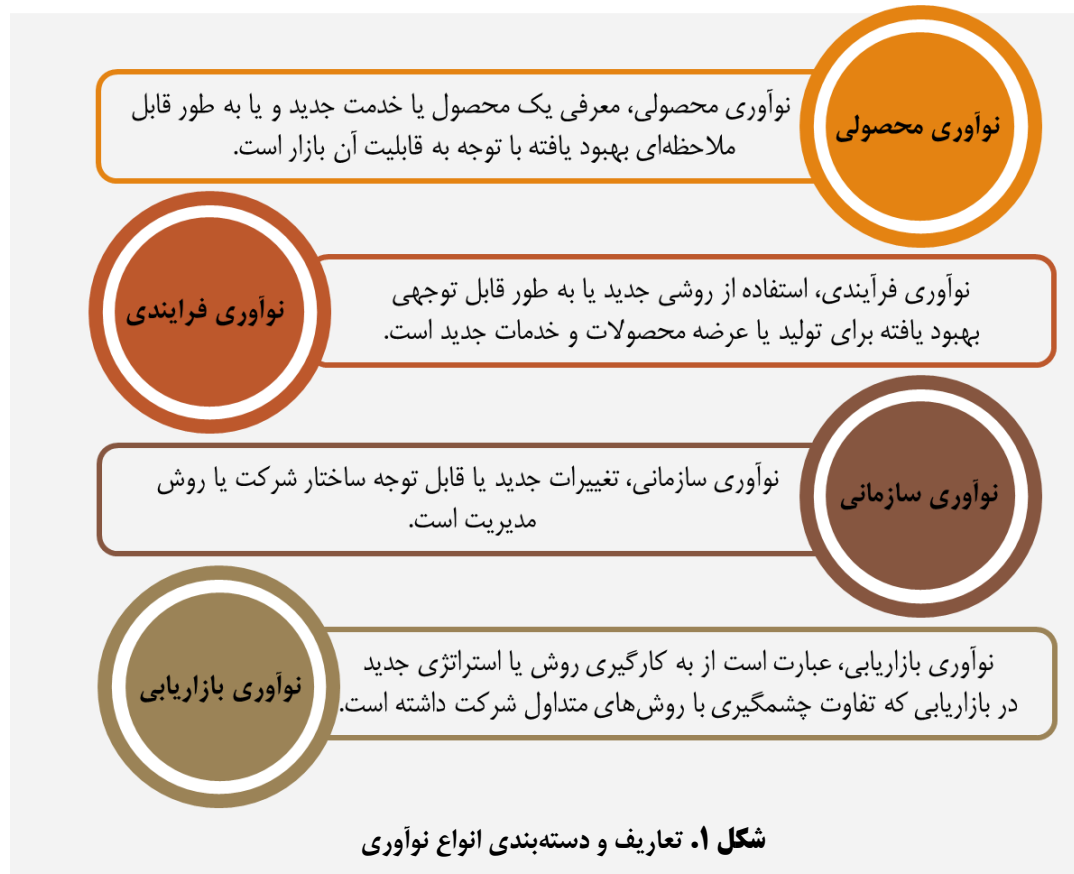 نوآوری محصولی
نوآوری محصولی، معرفی یک محصول یا خدمت جدید و یا به طور قابل
ملاحظه‌ای بهبود یافته با توجه به قابلیت آن بازار است.
نوآوری فرایندی
نوآوری فرآیندی، استفاده از روشی جدید یا به طور قابل توجهی
بهبود یافته برای تولید یا عرضه محصولات و خدمات جدید است.
نوآوری سازمانی
نوآوری سازمانی، تغییرات جدید یا قابل توجه ساختار شرکت یا روش
مدیریت است.
نوآوری بازاریابی
نوآوری بازاریابی، عبارت است از به کارگیری روش یا استراتژی جدید
در بازاریابی که تفاوت چشمگیری با روش‌های متداول شرکت داشته است.
شکل ۱. تعاریف و دسته‌بندی انواع نوآوری